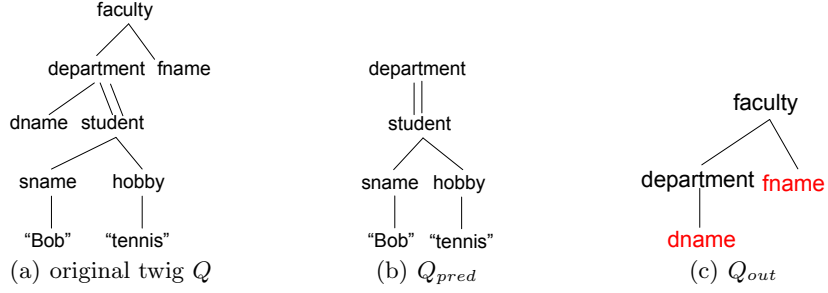 faculty
department fname
dname student
sname hobby
“Bob” “tennis”
(a) original twig Q
department
student
sname hobby
“Bob” “tennis”
(b) Q_pred
faculty
department fname
dname
(c) Q_out